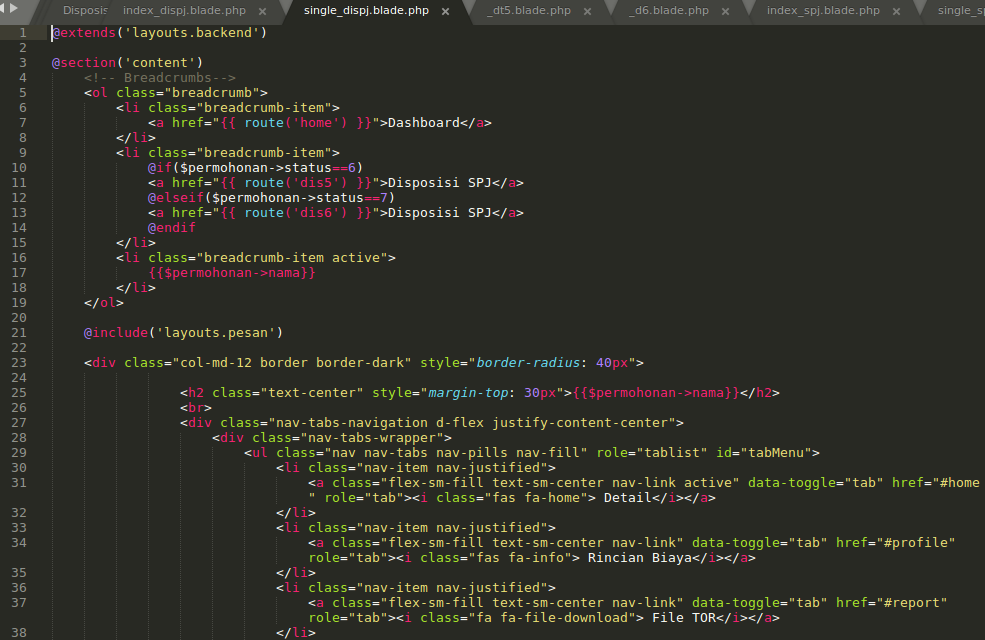 Disposis index_dispj.blade.php × single_dispj.blade.php × _dt5.blade.php × _d6.blade.php × index_spj.blade.php × single_sp
1 @extends('layouts.backend')
2
3 @section('content')
4 <!-- Breadcrumbs-->
5 <ol class="breadcrumb">
6 <li class="breadcrumb-item">
7 <a href="{{ route('home') }}">Dashboard</a>
8 </li>
9 <li class="breadcrumb-item">
10 @if($permohonan->status==6)
11 <a href="{{ route('dis5') }}">Disposisi SPJ</a>
12 @elseif($permohonan->status==7)
13 <a href="{{ route('dis6') }}">Disposisi SPJ</a>
14 @endif
15 </li>
16 <li class="breadcrumb-item active">
17 {{$permohonan->nama}}
18 </li>
19 </ol>
20
21 @include('layouts.pesan')
22
23 <div class="col-md-12 border border-dark" style="border-radius: 40px">
24
25 <h2 class="text-center" style="margin-top: 30px">{{$permohonan->nama}}</h2>
26 <br>
27 <div class="nav-tabs-navigation d-flex justify-content-center">
28 <div class="nav-tabs-wrapper">
29 <ul class="nav nav-tabs nav-pills nav-fill" role="tablist" id="tabMenu">
30 <li class="nav-item nav-justified">
31 <a class="flex-sm-fill text-sm-center nav-link active" data-toggle="tab" href="#home
" role="tab"><i class="fas fa-home"> Detail</i></a>
32 </li>
33 <li class="nav-item nav-justified">
34 <a class="flex-sm-fill text-sm-center nav-link" data-toggle="tab" href="#profile"
role="tab"><i class="fas fa-info"> Rincian Biaya</i></a>
35 </li>
36 <li class="nav-item nav-justified">
37 <a class="flex-sm-fill text-sm-center nav-link" data-toggle="tab" href="#report"
role="tab"><i class="fa fa-file-download"> File TOR</i></a>
38 </li>